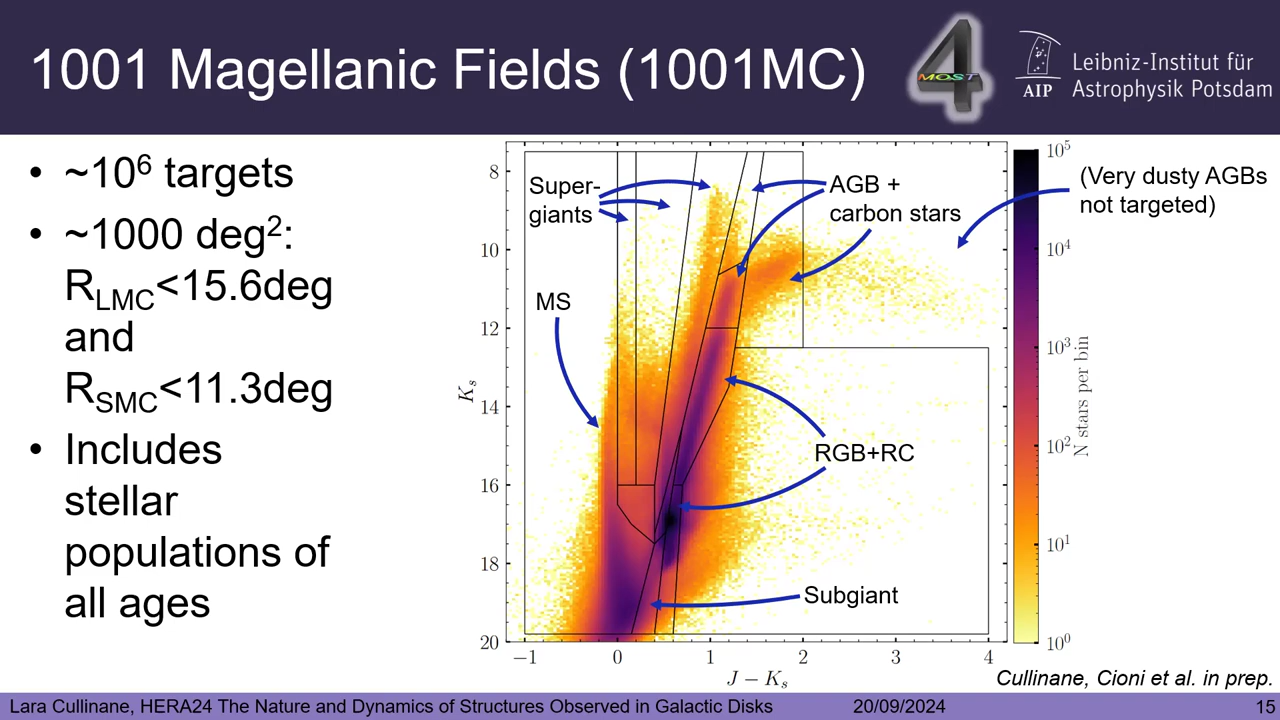 1001 Magellanic Fields (1001MC)
4
MOST
AIP
Leibniz-Institut für
Astrophysik Potsdam
• ~10⁶ targets
• ~1000 deg²:
R_LMC<15.6deg
and
R_SMC<11.3deg
• Includes
stellar
populations of
all ages
Super-
giants
AGB +
carbon stars
(Very dusty AGBs
not targeted)
MS
RGB+RC
Subgiant
8
10
12
14
16
18
20
K_s
−1
0
1
2
3
4
J − K_s
10⁵
10⁴
10³
10²
10¹
10⁰
N stars per bin
Cullinane, Cioni et al. in prep.
Lara Cullinane, HERA24 The Nature and Dynamics of Structures Observed in Galactic Disks
20/09/2024
15